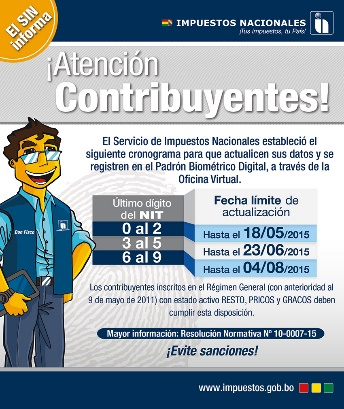 El SIN
informa
IMPUESTOS NACIONALES
¡Tus impuestos, tu País!
¡Atención
Contribuyentes!
El Servicio de Impuestos Nacionales estableció el
siguiente cronograma para que actualicen sus datos y se
registren en el Padrón Biométrico Digital, a través de la
Oficina Virtual.
Último dígito
del NIT
Fecha límite de
actualización
0 al 2
Hasta el 18/05/2015
3 al 5
Hasta el 23/06/2015
6 al 9
Hasta el 04/08/2015
Don Fisco
Los contribuyentes inscritos en el Régimen General (con anterioridad al
9 de mayo de 2011) con estado activo RESTO, PRICOS y GRACOS deben
cumplir esta disposición.
Mayor información: Resolución Normativa N° 10-0007-15
¡Evite sanciones!
www.impuestos.gob.bo